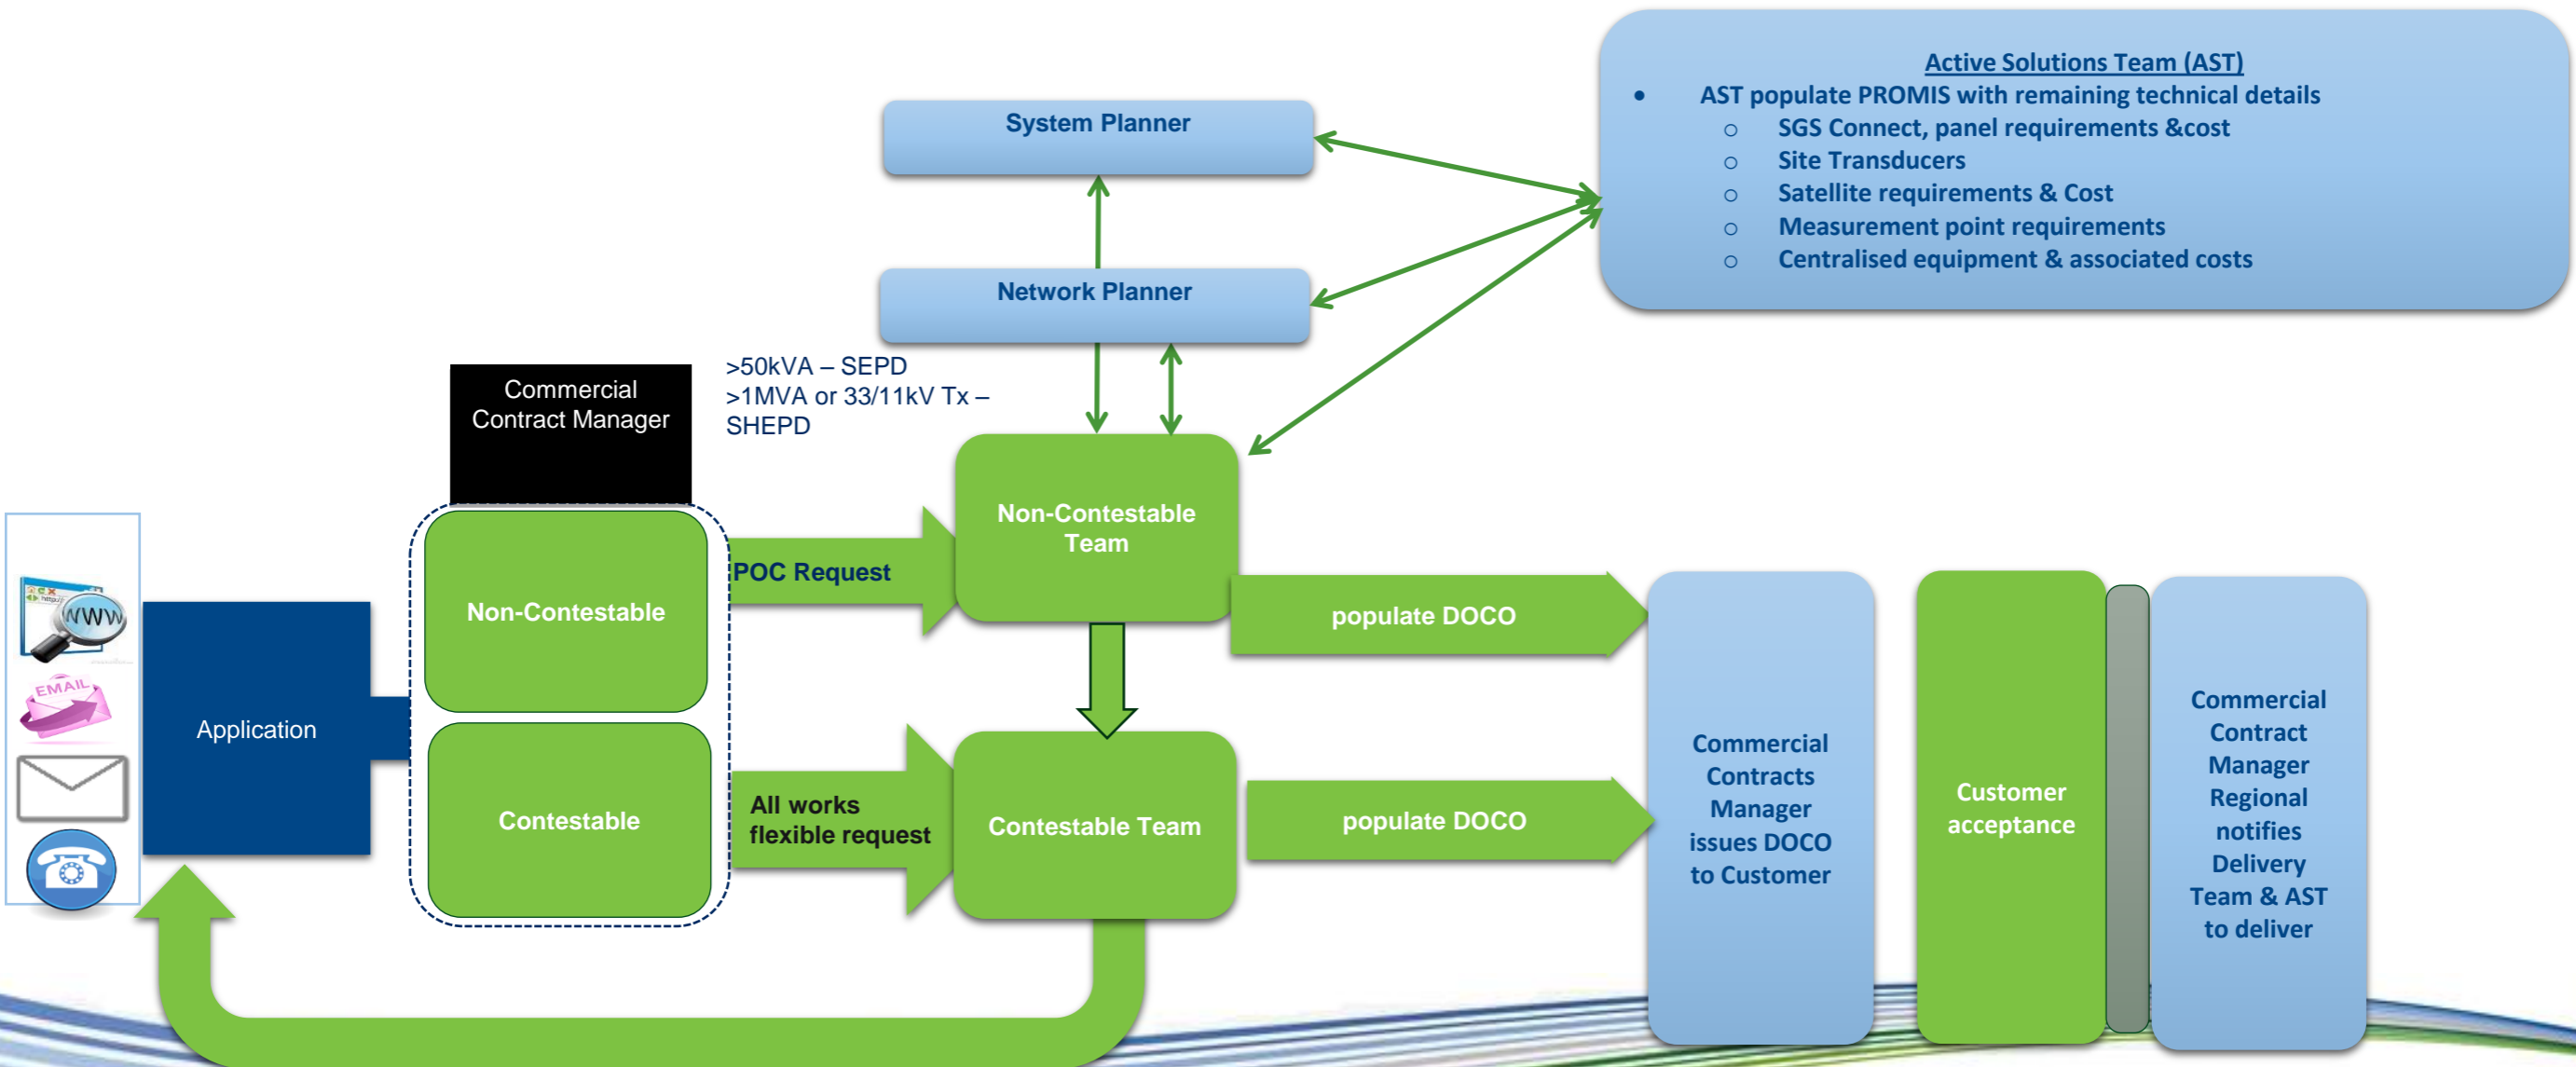 Active Solutions Team (AST)
• AST populate PROMIS with remaining technical details
o SGS Connect, panel requirements &cost
o Site Transducers
o Satellite requirements & Cost
o Measurement point requirements
o Centralised equipment & associated costs
System Planner
Network Planner
>50kVA – SEPD
>1MVA or 33/11kV Tx –
SHEPD
Commercial
Contract Manager
Non-Contestable
Contestable
Application
WWW
EMAIL
POC Request
All works
flexible request
Non-Contestable
Team
Contestable Team
populate DOCO
populate DOCO
Commercial
Contracts
Manager
issues DOCO
to Customer
Customer
acceptance
Commercial
Contract
Manager
Regional
notifies
Delivery
Team & AST
to deliver